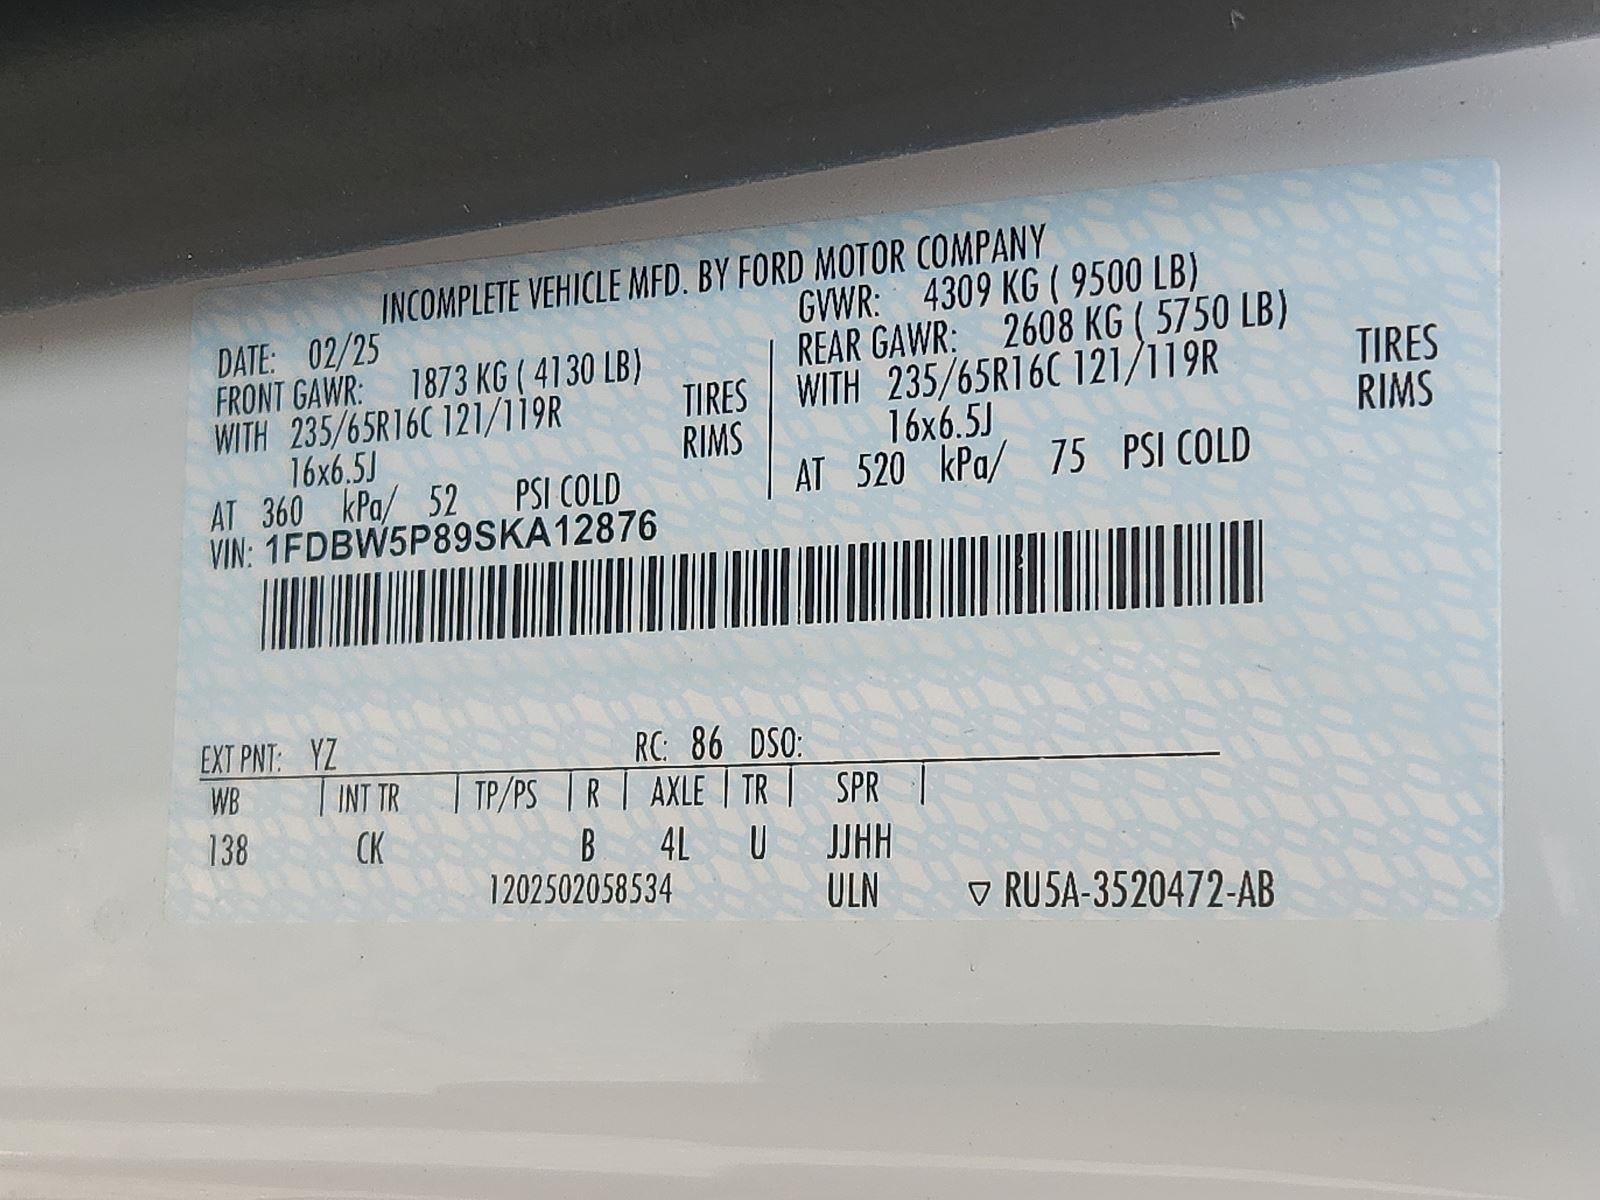 INCOMPLETE VEHICLE MFD. BY FORD MOTOR COMPANY
DATE: 02/25 GVWR: 4309 KG ( 9500 LB)
FRONT GAWR: 1873 KG ( 4130 LB) REAR GAWR: 2608 KG ( 5750 LB)
WITH 235/65R16C 121/119R TIRES WITH 235/65R16C 121/119R TIRES
16x6.5J RIMS 16x6.5J RIMS
AT 360 kPa/ 52 PSI COLD AT 520 kPa/ 75 PSI COLD
VIN: 1FDBW5P89SKA12876
EXT PNT: YZ RC: 86 DSO:
WB INT TR TP/PS R AXLE TR SPR
138 CK B 4L U JJHH
1202502058534 ULN ▽ RU5A-3520472-AB